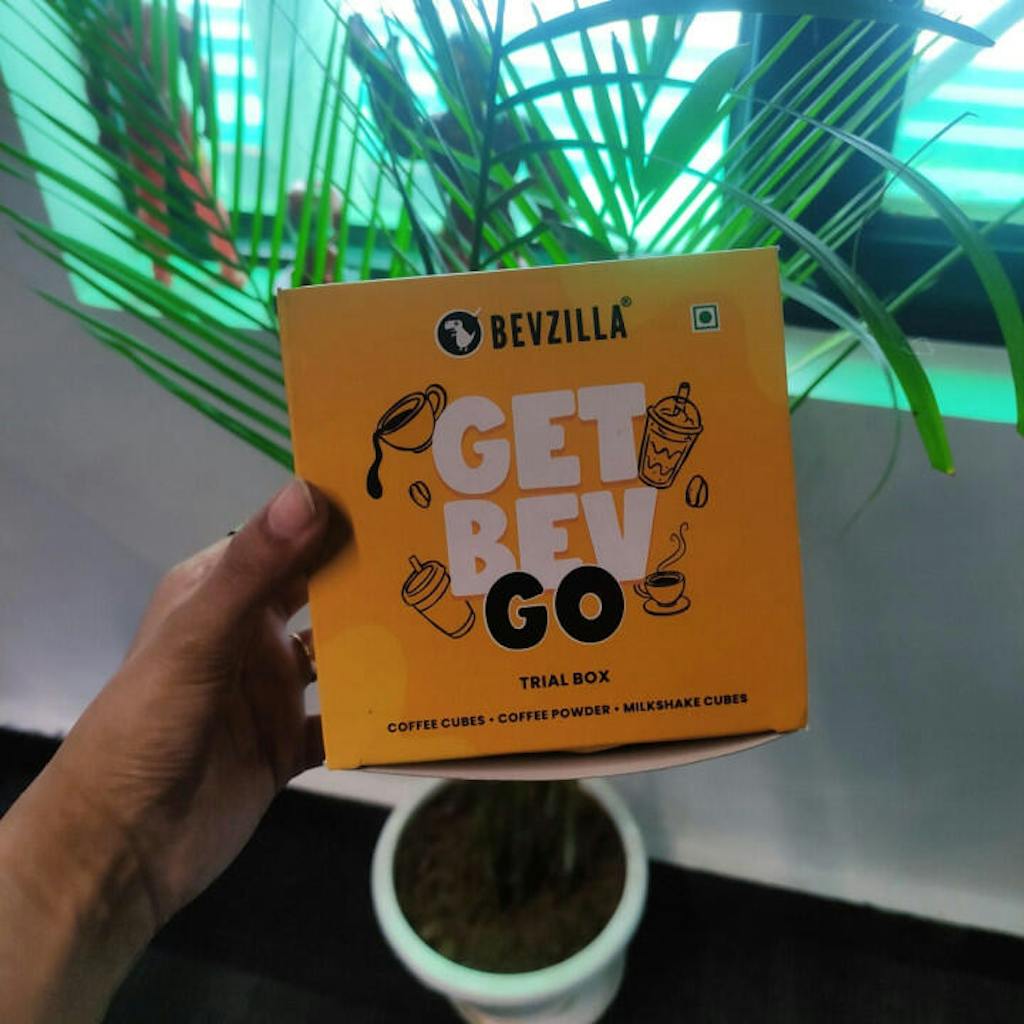 BEVZILLA®
GET
BEV
GO
TRIAL BOX
COFFEE CUBES • COFFEE POWDER • MILKSHAKE CUBES